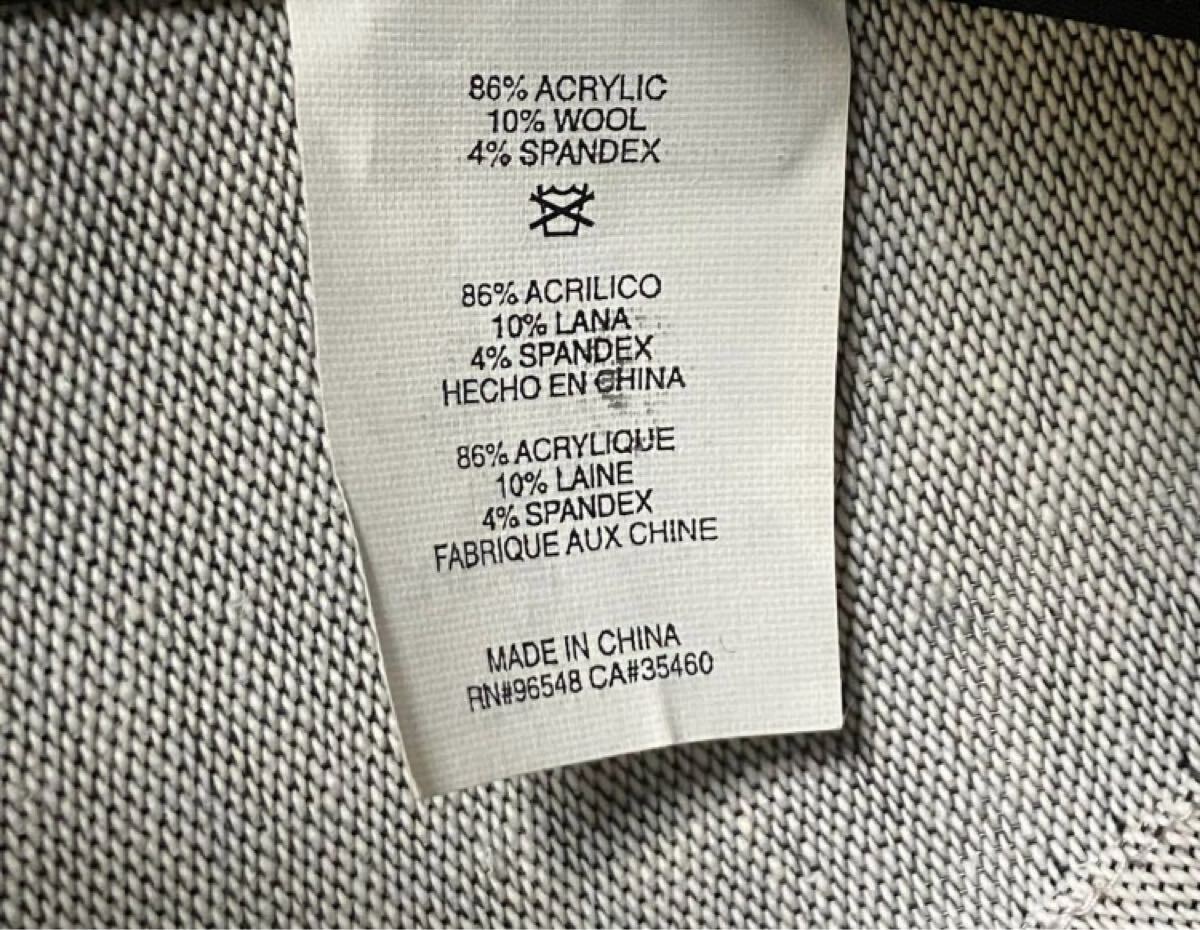 86% ACRYLIC
10% WOOL
4% SPANDEX
86% ACRILICO
10% LANA
4% SPANDEX
HECHO EN CHINA
86% ACRYLIQUE
10% LAINE
4% SPANDEX
FABRIQUE AUX CHINE
MADE IN CHINA
RN#96548 CA#35460